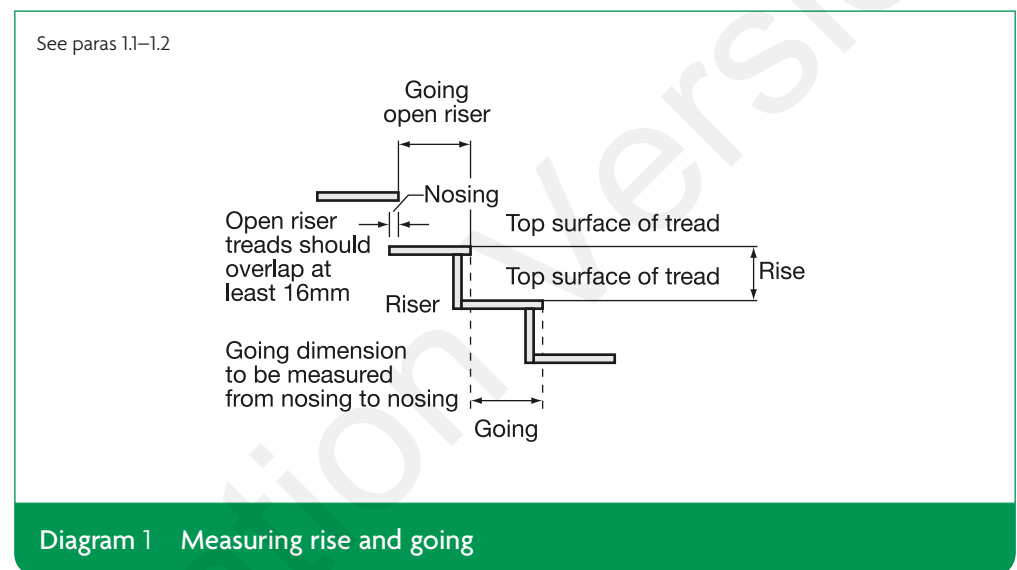 See paras 1.1–1.2
Going
open riser
Nosing
Open riser
treads should
overlap at
least 16mm
Top surface of tread
Top surface of tread
Rise
Riser
Going dimension
to be measured
from nosing to nosing
Going
Diagram 1 Measuring rise and going